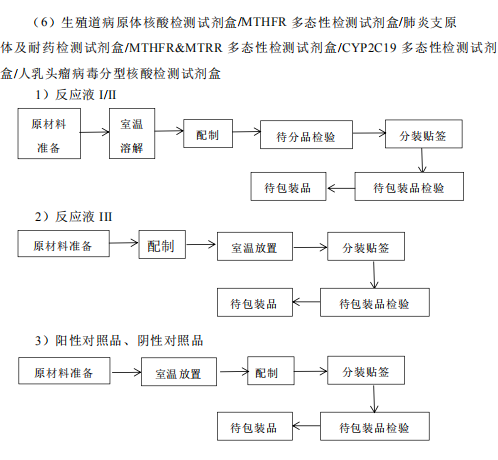 （6）生殖道病原体核酸检测试剂盒/MTHFR 多态性检测试剂盒/肺炎支原
体及耐药检测试剂盒/MTHFR&MTRR 多态性检测试剂盒/CYP2C19 多态性检测试剂
盒/人乳头瘤病毒分型核酸检测试剂盒
1）反应液 I/II
原材料
准备
室温
溶解
配制
待分品检验
分装贴签
待包装品检验
待包装品
2）反应液 III
原材料准备
配制
室温放置
分装贴签
待包装品检验
待包装品
3）阳性对照品、阴性对照品
原材料准备
室温放置
配制
分装贴签
待包装品检验
待包装品